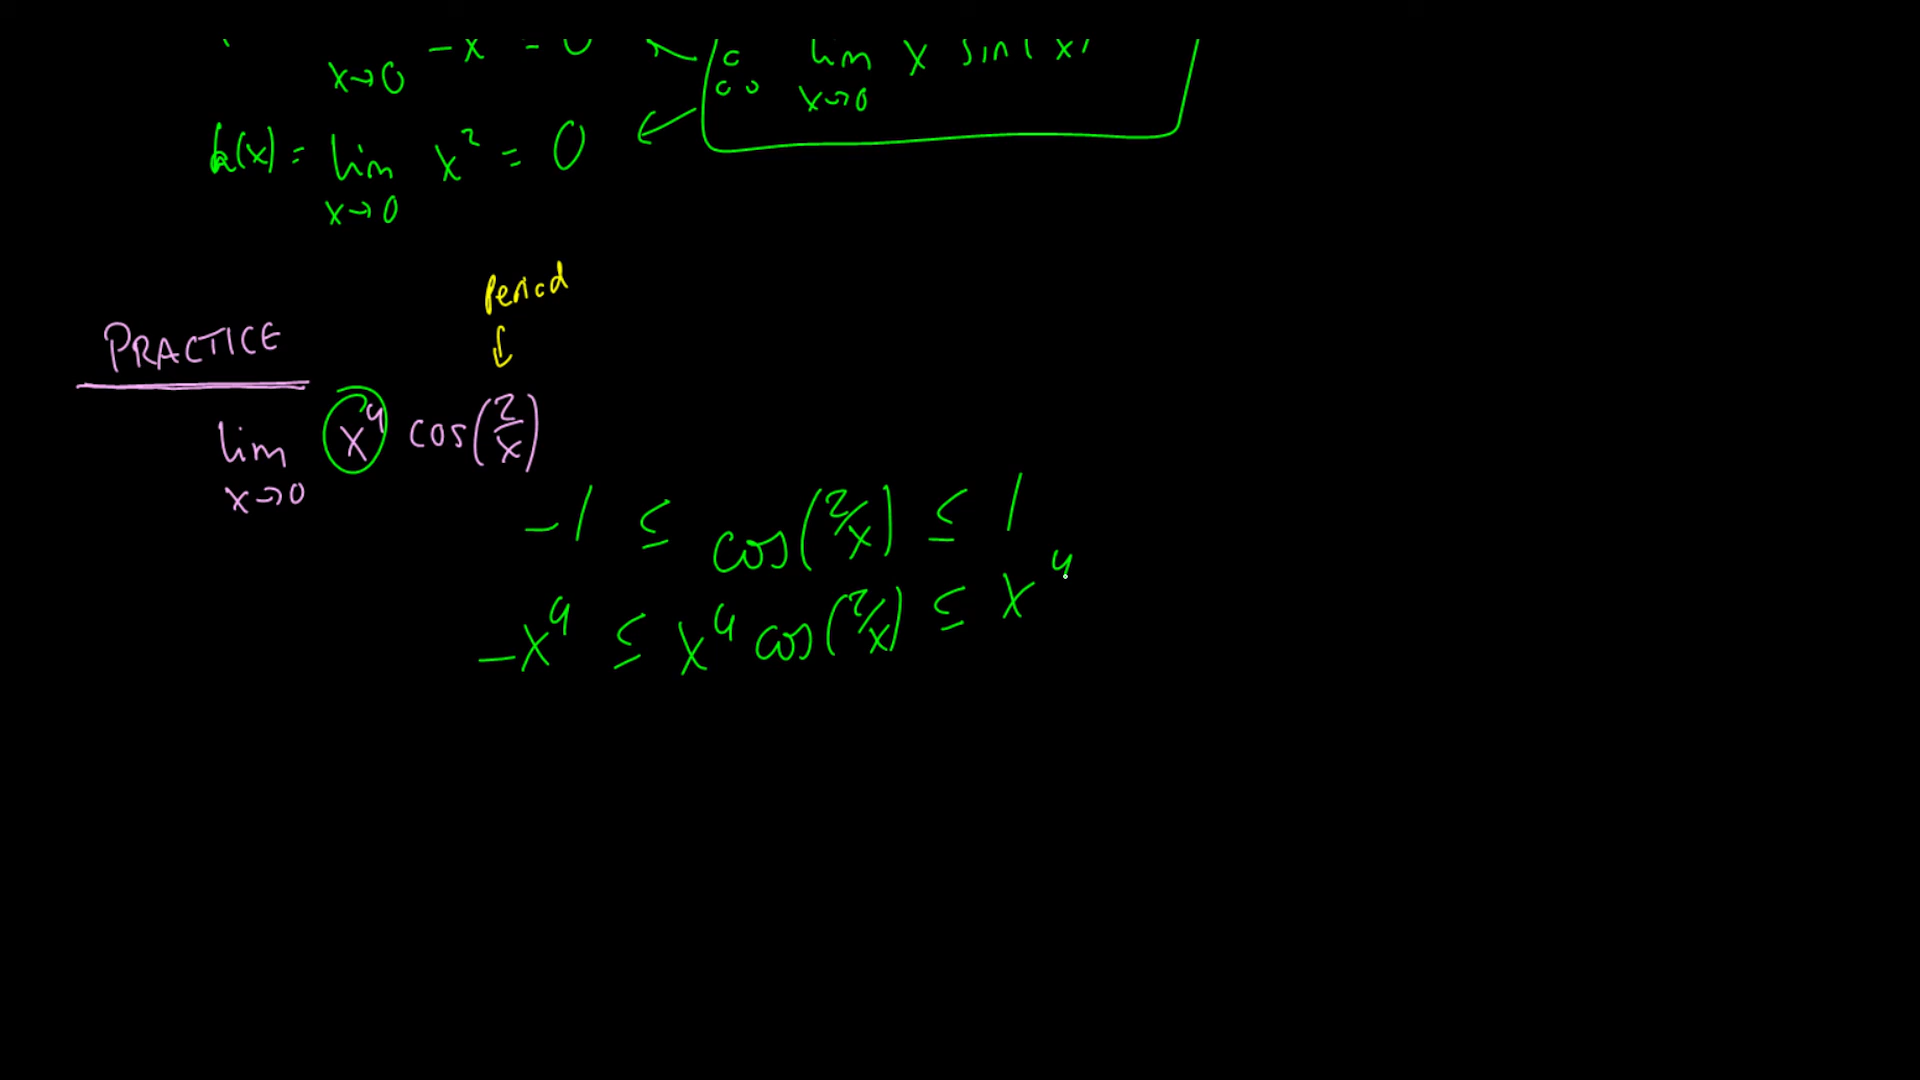 x→0 -x = 0
∴ lim x sin(x)
x→0
h(x) = lim x² = 0
x→0
Period
PRACTICE
lim x⁴ cos(2/x)
x→0
-1 ≤ cos(2/x) ≤ 1
-x⁴ ≤ x⁴ cos(2/x) ≤ x⁴